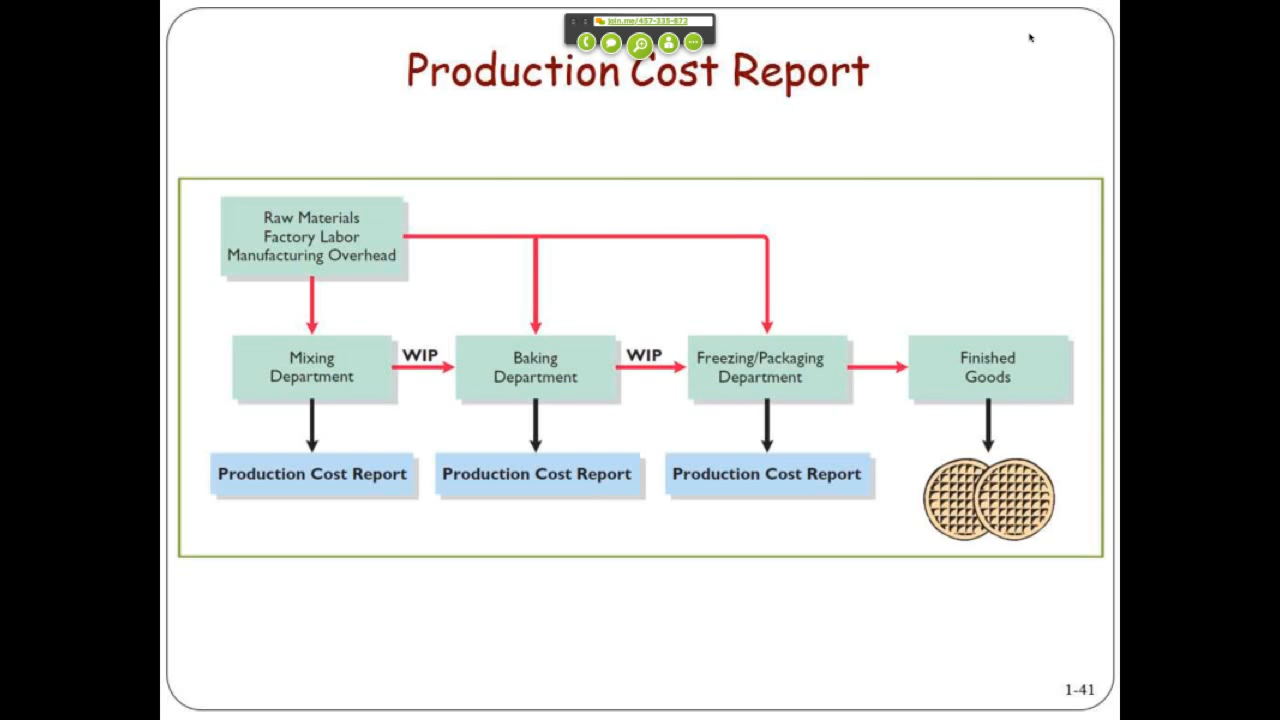 join.me/457-335-873
Production Cost Report
Raw Materials
Factory Labor
Manufacturing Overhead
Mixing
Department
WIP
Baking
Department
WIP
Freezing/Packaging
Department
Finished
Goods
Production Cost Report
Production Cost Report
Production Cost Report
1-41